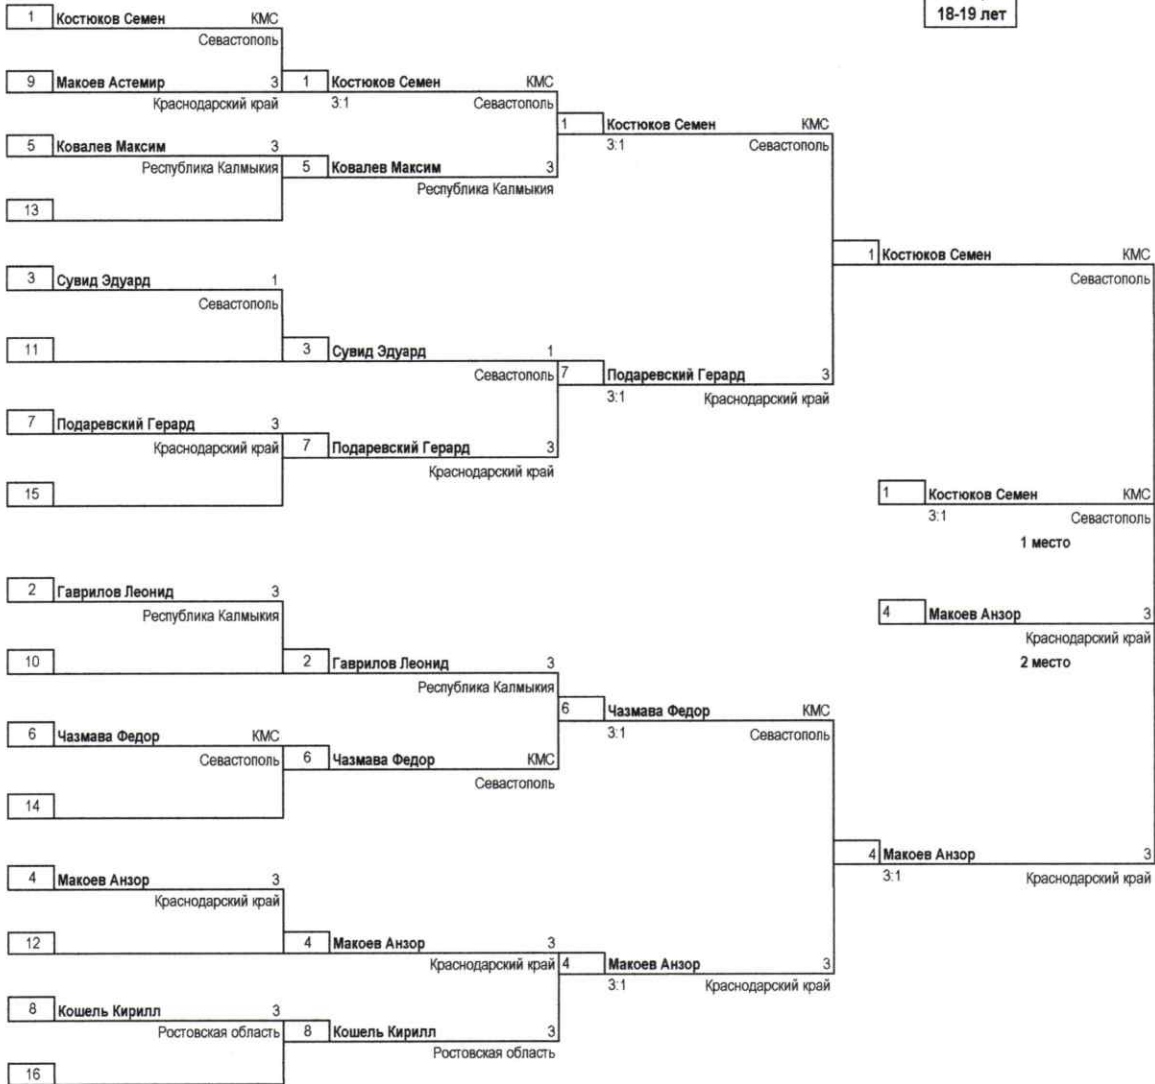 18-19 лет
1 Костюков Семен КМС
Севастополь
9 Макоев Астемир 3
Краснодарский край
1 Костюков Семен КМС
3:1 Севастополь
1 Костюков Семен КМС
3:1 Севастополь
5 Ковалев Максим 3
Республика Калмыкия
5 Ковалев Максим 3
Республика Калмыкия
13
1 Костюков Семен КМС
Севастополь
3 Сувид Эдуард 1
Севастополь
11
3 Сувид Эдуард 1
Севастополь
7 Подаревский Герард 3
3:1 Краснодарский край
7 Подаревский Герард 3
Краснодарский край
7 Подаревский Герард 3
Краснодарский край
15
1 Костюков Семен КМС
3:1 Севастополь
1 место
2 Гаврилов Леонид 3
Республика Калмыкия
4 Макоев Анзор 3
Краснодарский край
2 место
10
2 Гаврилов Леонид 3
Республика Калмыкия
6 Чазмава Федор КМС
3:1 Севастополь
6 Чазмава Федор КМС
Севастополь
6 Чазмава Федор КМС
Севастополь
14
4 Макоев Анзор 3
3:1 Краснодарский край
4 Макоев Анзор 3
Краснодарский край
12
4 Макоев Анзор 3
Краснодарский край
4 Макоев Анзор 3
3:1 Краснодарский край
8 Кошель Кирилл 3
Ростовская область
8 Кошель Кирилл 3
Ростовская область
16